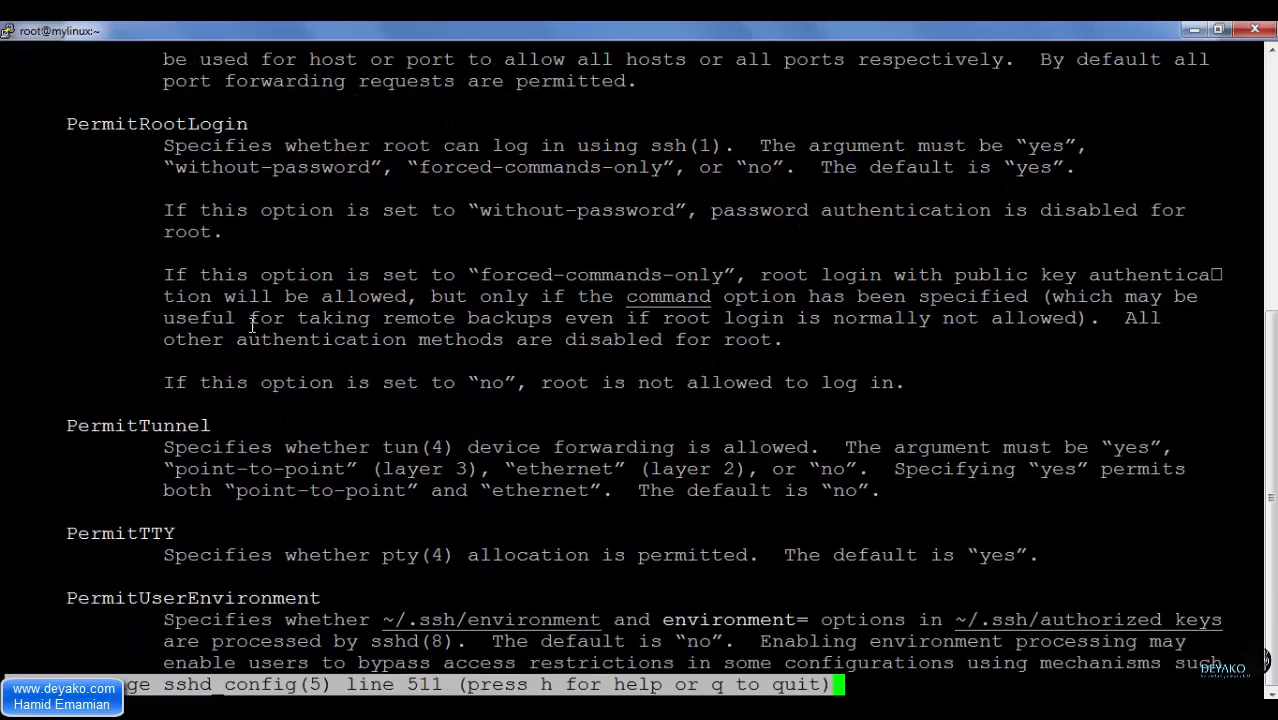 root@mylinux:~
be used for host or port to allow all hosts or all ports respectively.  By default all
port forwarding requests are permitted.
PermitRootLogin
Specifies whether root can log in using ssh(1).  The argument must be “yes”,
“without-password”, “forced-commands-only”, or “no”.  The default is “yes”.
If this option is set to “without-password”, password authentication is disabled for
root.
If this option is set to “forced-commands-only”, root login with public key authentica□
tion will be allowed, but only if the command option has been specified (which may be
useful for taking remote backups even if root login is normally not allowed).  All
other authentication methods are disabled for root.
If this option is set to “no”, root is not allowed to log in.
PermitTunnel
Specifies whether tun(4) device forwarding is allowed.  The argument must be “yes”,
“point-to-point” (layer 3), “ethernet” (layer 2), or “no”.  Specifying “yes” permits
both “point-to-point” and “ethernet”.  The default is “no”.
PermitTTY
Specifies whether pty(4) allocation is permitted.  The default is “yes”.
PermitUserEnvironment
Specifies whether ~/.ssh/environment and environment= options in ~/.ssh/authorized_keys
are processed by sshd(8).  The default is “no”.  Enabling environment processing may
enable users to bypass access restrictions in some configurations using mechanisms such
ge sshd_config(5) line 511 (press h for help or q to quit)
www.deyako.com
Hamid Emamian
DEYAKO